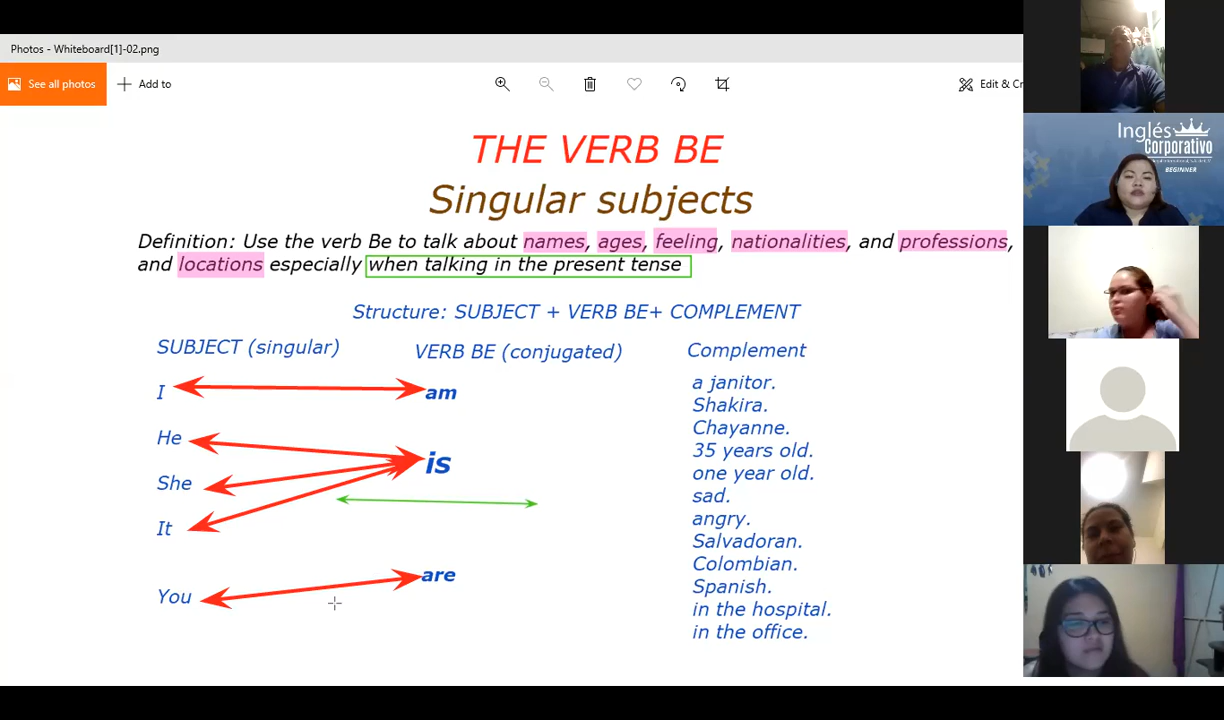 Photos - Whiteboard[1]-02.png
See all photos
Add to
Edit & Cr
THE VERB BE
Singular subjects
Definition: Use the verb Be to talk about names, ages, feeling, nationalities, and professions,
and locations especially when talking in the present tense
Structure: SUBJECT + VERB BE+ COMPLEMENT
SUBJECT (singular)
VERB BE (conjugated)
Complement
I
am
He
is
She
It
You
are
a janitor.
Shakira.
Chayanne.
35 years old.
one year old.
sad.
angry.
Salvadoran.
Colombian.
Spanish.
in the hospital.
in the office.
Inglés
Corporativo
BEGINNER